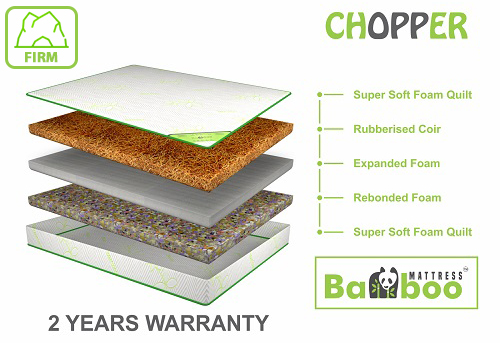 FIRM
CHOPPER
Super Soft Foam Quilt
Rubberised Coir
Expanded Foam
Rebonded Foam
Super Soft Foam Quilt
MATTRESS
Bamboo
2 YEARS WARRANTY